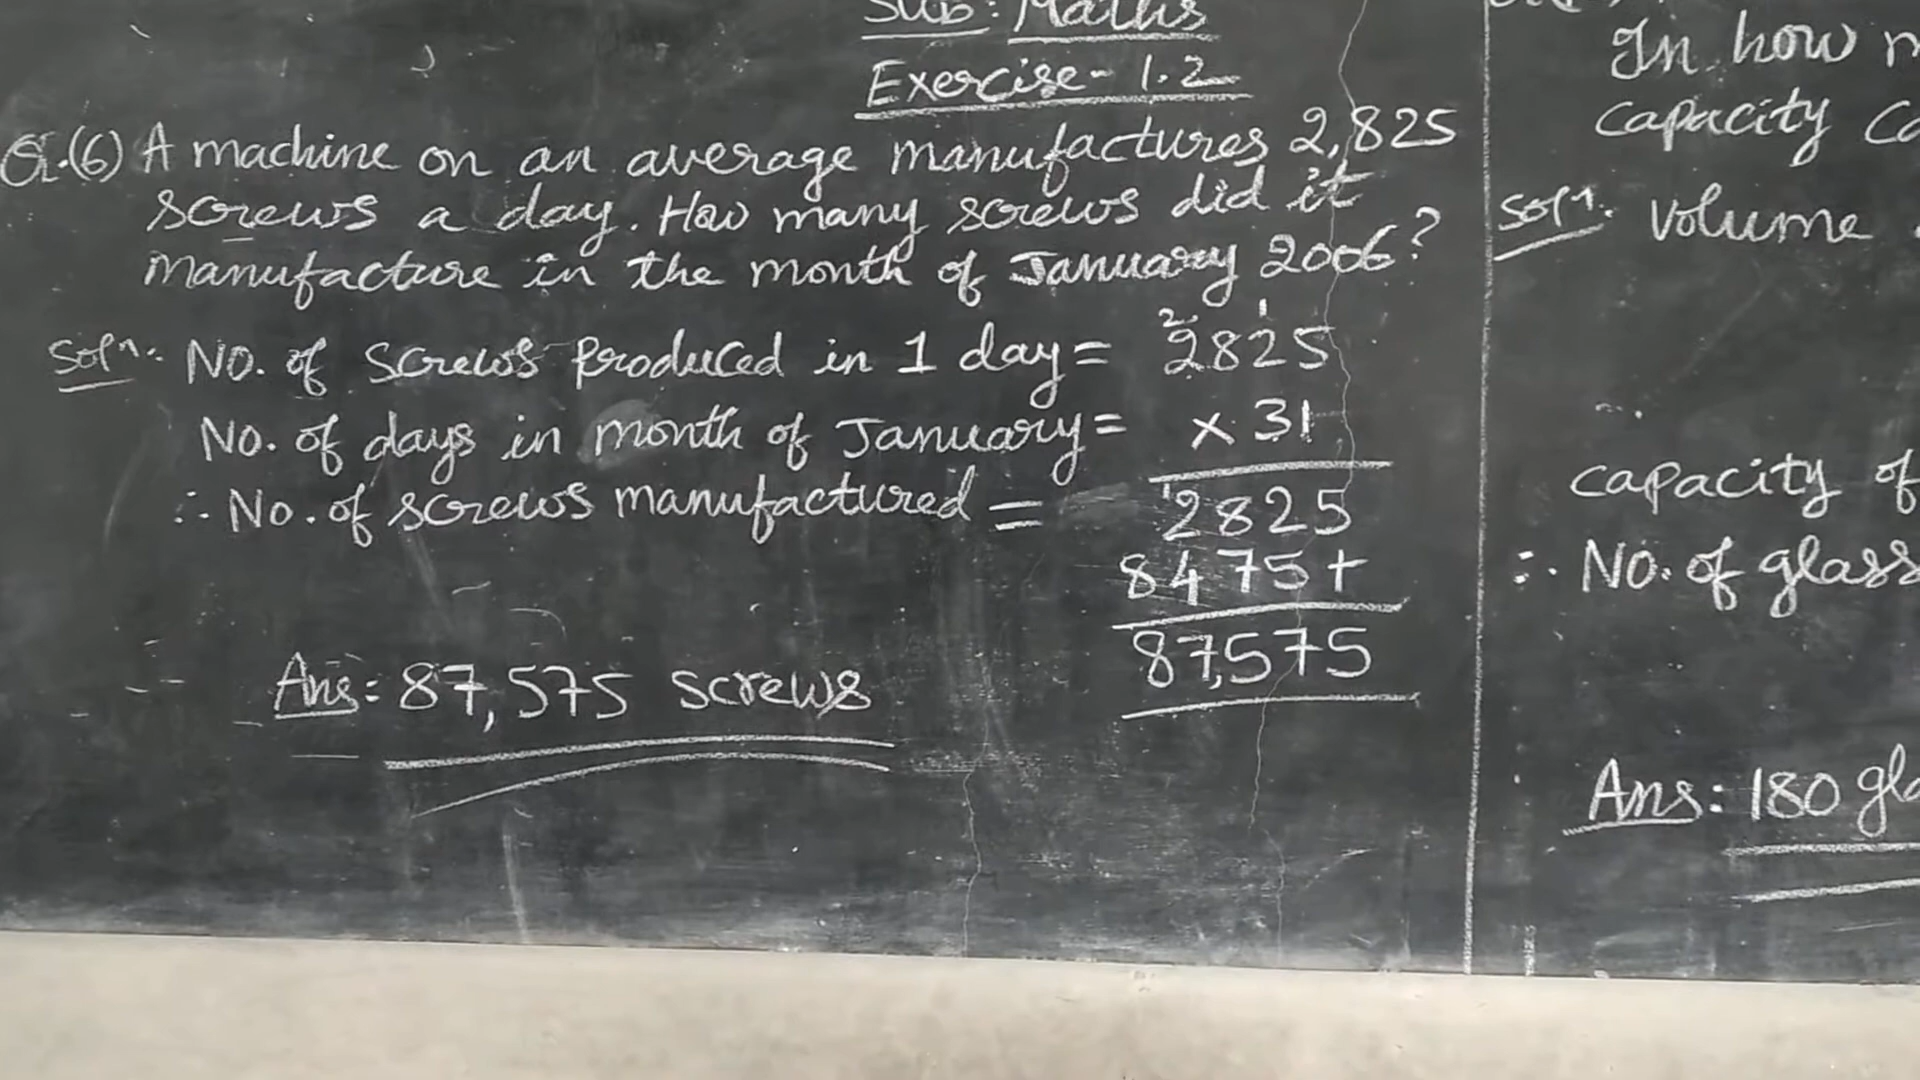 Sub: Maths
Exercise- 1.2
Q.(6) A machine on an average manufactures 2,825
screws a day. How many screws did it
manufacture in the month of January 2006?
Soln. No. of screws produced in 1 day = 2825
2 1
No. of days in month of January = x 31
∴ No. of screws manufactured = 2825
1
8475+
87,575
Ans: 87,575 screws
In how
capacity
Soln. Volume
capacity of
∴ No. of glass
Ans: 180